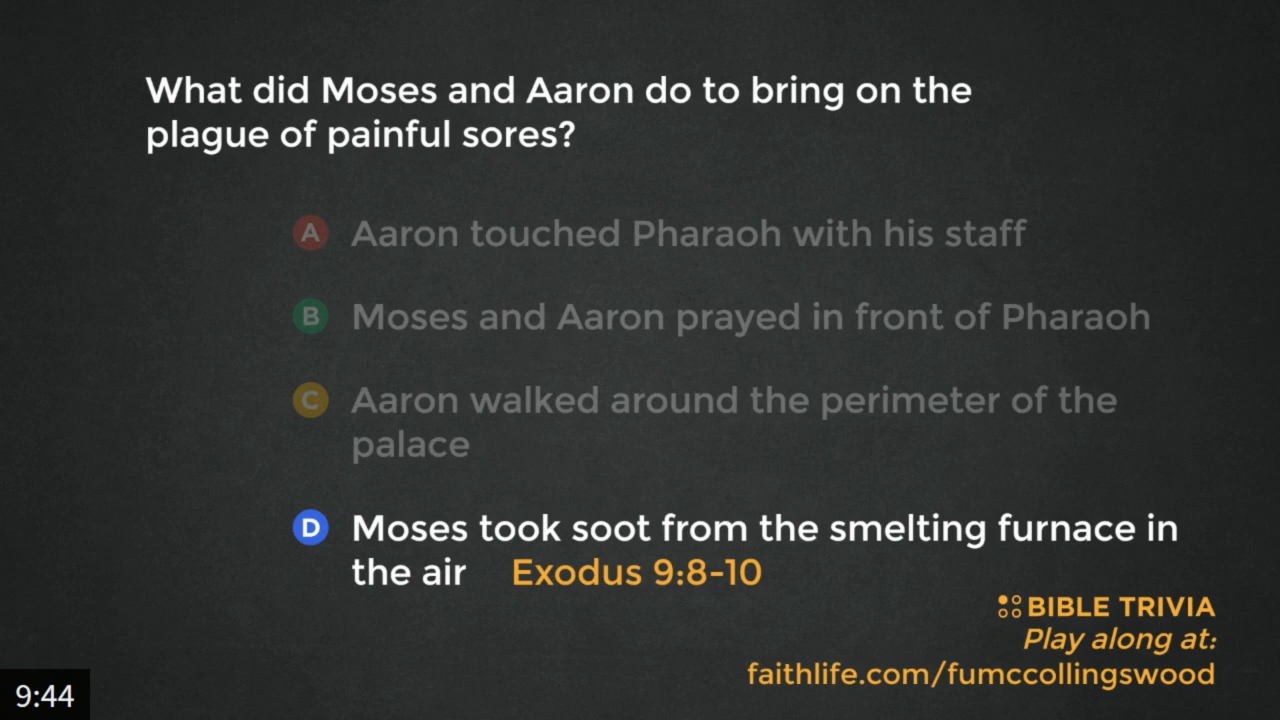 What did Moses and Aaron do to bring on the
plague of painful sores?
A Aaron touched Pharaoh with his staff
B Moses and Aaron prayed in front of Pharaoh
C Aaron walked around the perimeter of the
palace
D Moses took soot from the smelting furnace in
the air Exodus 9:8-10
BIBLE TRIVIA
Play along at:
faithlife.com/fumccollingswood
9:44